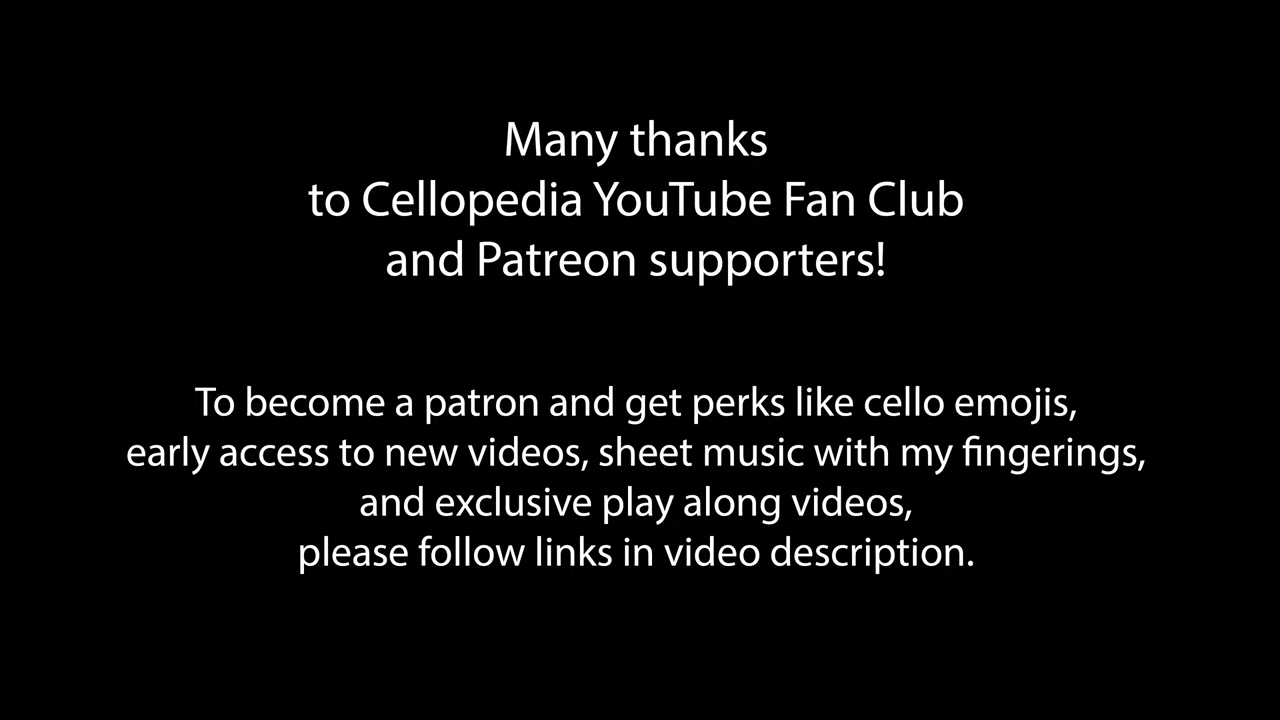 Many thanks
to Cellopedia YouTube Fan Club
and Patreon supporters!
To become a patron and get perks like cello emojis,
early access to new videos, sheet music with my fingerings,
and exclusive play along videos,
please follow links in video description.